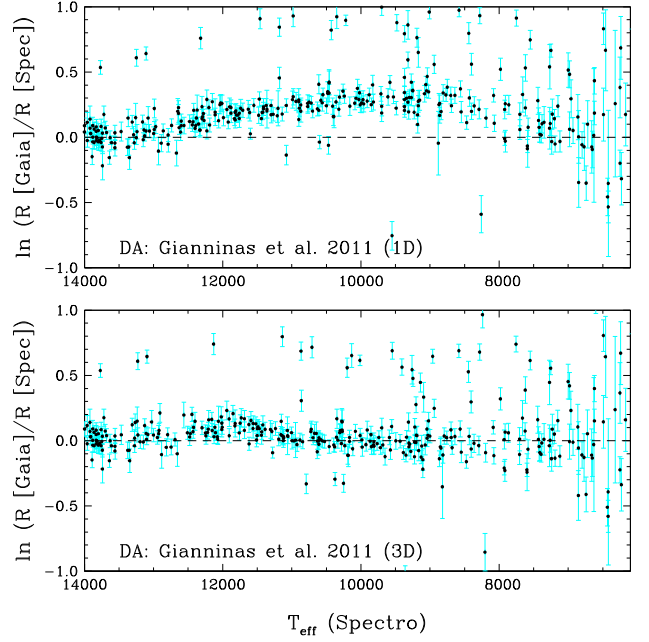 ln (R [Gaia]/R [Spec])
1.0
0.5
0.0
−0.5
−1.0
DA: Gianninas et al. 2011 (1D)
14000 12000 10000 8000
ln (R [Gaia]/R [Spec])
1.0
0.5
0.0
−0.5
−1.0
DA: Gianninas et al. 2011 (3D)
14000 12000 10000 8000
Teff (Spectro)